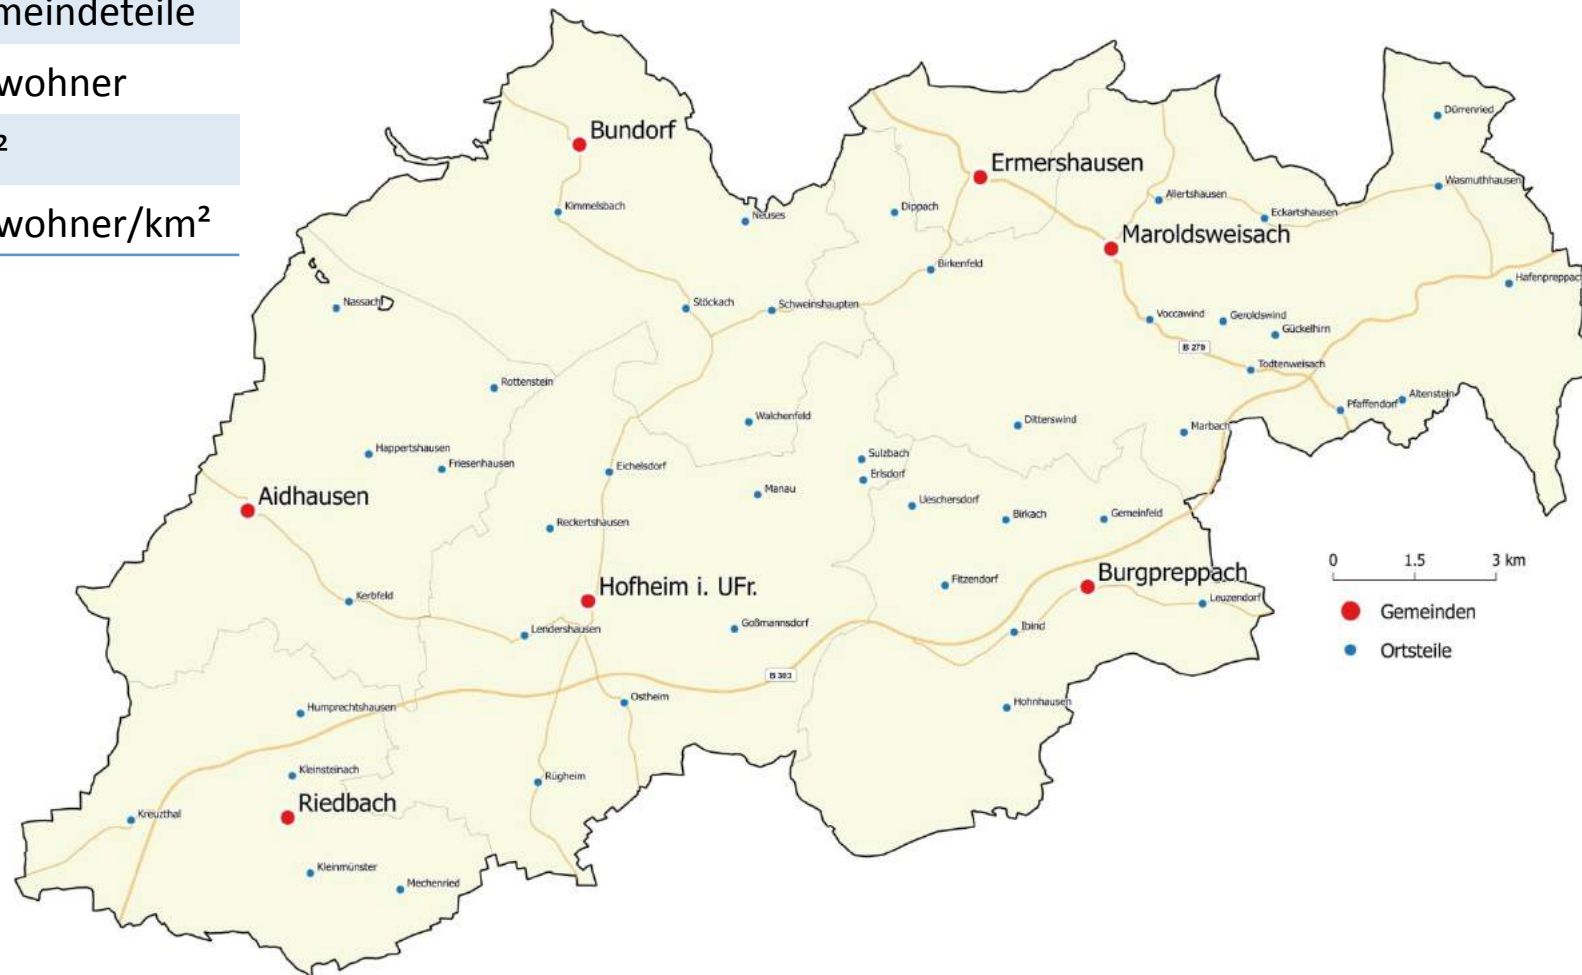 meindeteile
wohner
²
wohner/km²
Bundorf
Ermershausen
Dürrenried
Wasmuthhausen
Allertshausen
Eckartshausen
Kimmelsbach
Neuses
Dippach
Maroldsweisach
Birkenfeld
Hafenpreppach
Nassach
Stöckach
Schweinshaupten
Voccawind
Geroldswind
Gückelhirn
B 279
Todtenweisach
Rottenstein
Altenstein
Pfaffendorf
Walchenfeld
Ditterswind
Marbach
Happertshausen
Friesenhausen
Eichelsdorf
Sulzbach
Erlsdorf
Manau
Aidhausen
Ueschersdorf
Birkach
Gemeinfeld
Reckertshausen
0 1.5 3 km
Hofheim i. UFr.
Fitzendorf
Burgpreppach
Kerbfeld
Leuzendorf
Gemeinden
Lendershausen
Goßmannsdorf
Ibind
Ortsteile
B 303
Ostheim
Hohnhausen
Humprechtshausen
Kleinsteinach
Rügheim
Riedbach
Kreuzthal
Kleinmünster
Mechenried